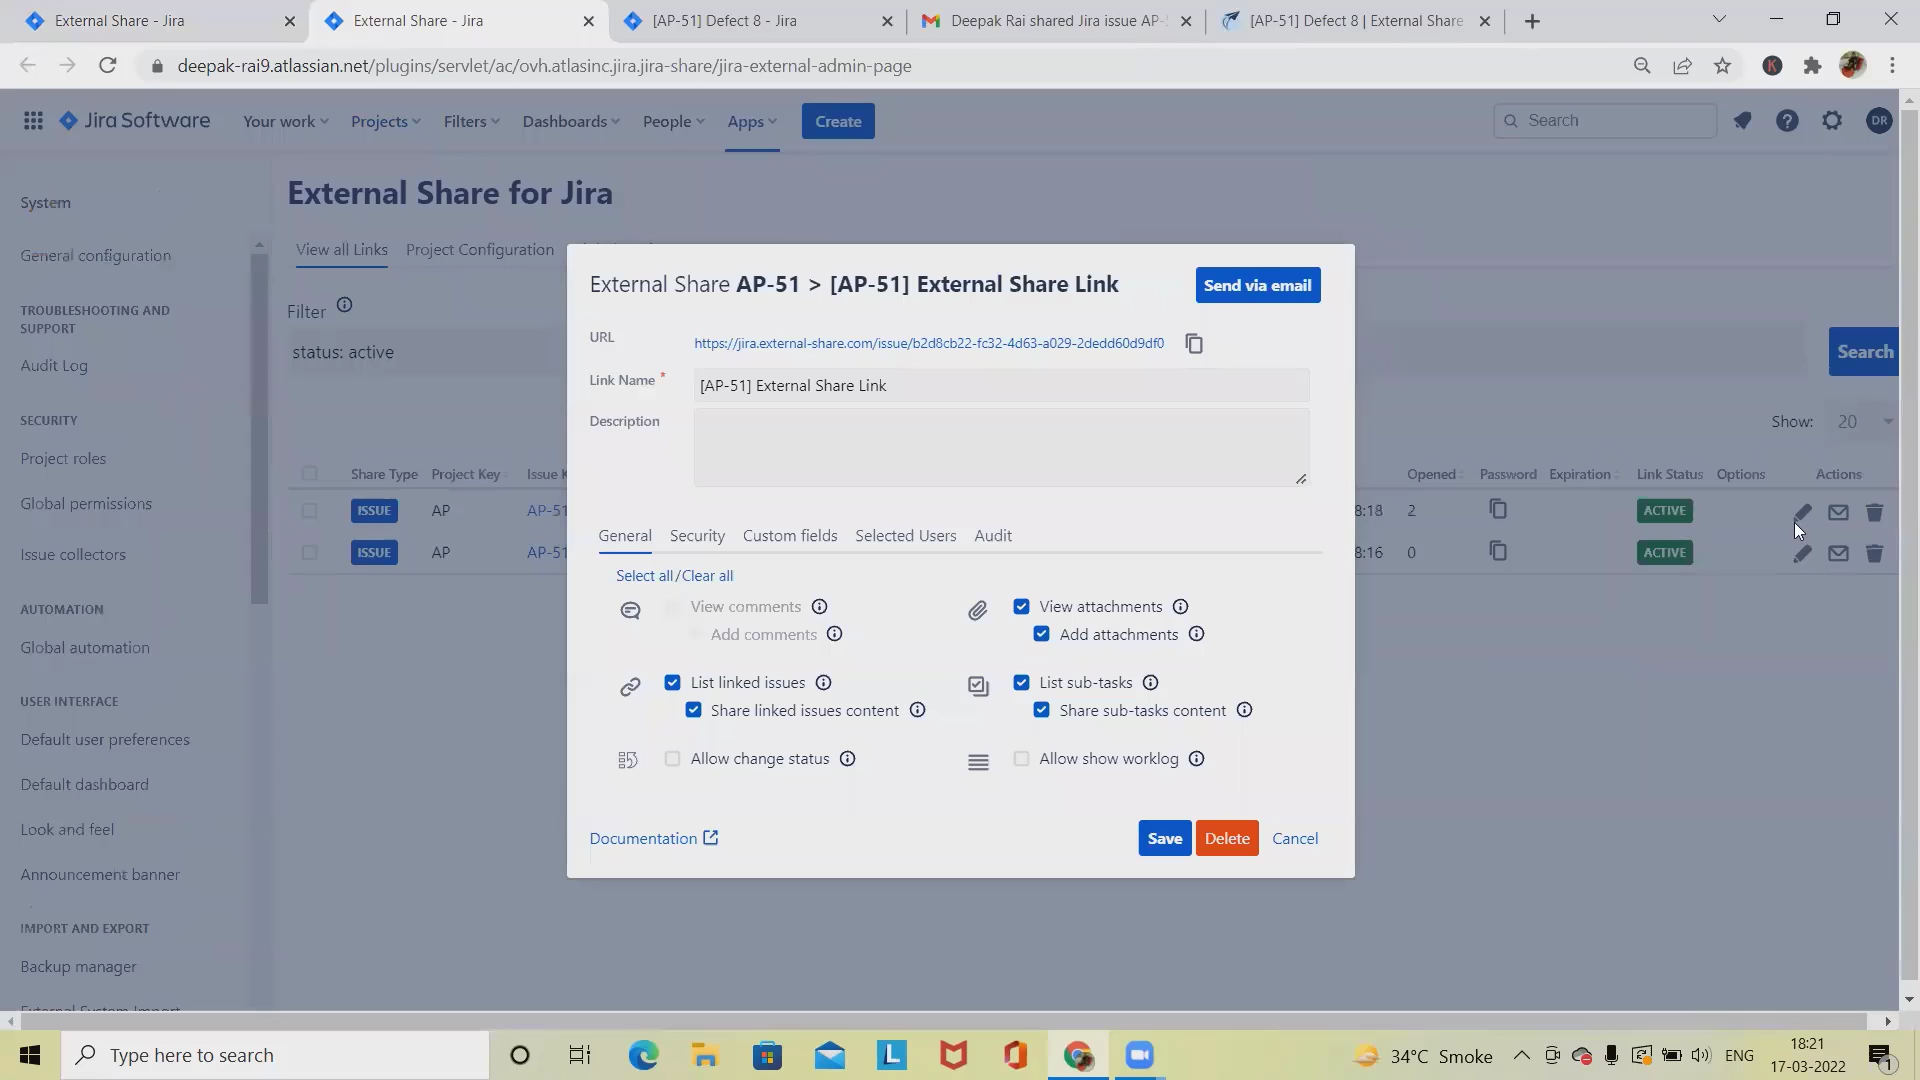 External Share - Jira
External Share - Jira
[AP-51] Defect 8 - Jira
Deepak Rai shared Jira issue AP-5
[AP-51] Defect 8 | External Share
deepak-rai9.atlassian.net/plugins/servlet/ac/ovh.atlasinc.jira.jira-share/jira-external-admin-page
K
Jira Software
Your work
Projects
Filters
Dashboards
People
Apps
Create
Search
DR
System
General configuration
TROUBLESHOOTING AND
SUPPORT
Audit Log
SECURITY
Project roles
Global permissions
Issue collectors
AUTOMATION
Global automation
USER INTERFACE
Default user preferences
Default dashboard
Look and feel
Announcement banner
IMPORT AND EXPORT
Backup manager
External System Import
External Share for Jira
View all Links
Project Configuration
Filter
status: active
Search
Show: 20
Share Type Project Key Issue K
Opened Password Expiration Link Status Options Actions
ISSUE AP AP-51
8:18 2 ACTIVE
ISSUE AP AP-51
8:16 0 ACTIVE
External Share AP-51 > [AP-51] External Share Link
Send via email
URL
https://jira.external-share.com/issue/b2d8cb22-fc32-4d63-a029-2dedd60d9df0
Link Name *
[AP-51] External Share Link
Description
General
Security
Custom fields
Selected Users
Audit
Select all/Clear all
View comments
Add comments
View attachments
Add attachments
List linked issues
Share linked issues content
List sub-tasks
Share sub-tasks content
Allow change status
Allow show worklog
Documentation
Save
Delete
Cancel
Type here to search
L
34°C Smoke
ENG
18:21
17-03-2022
1